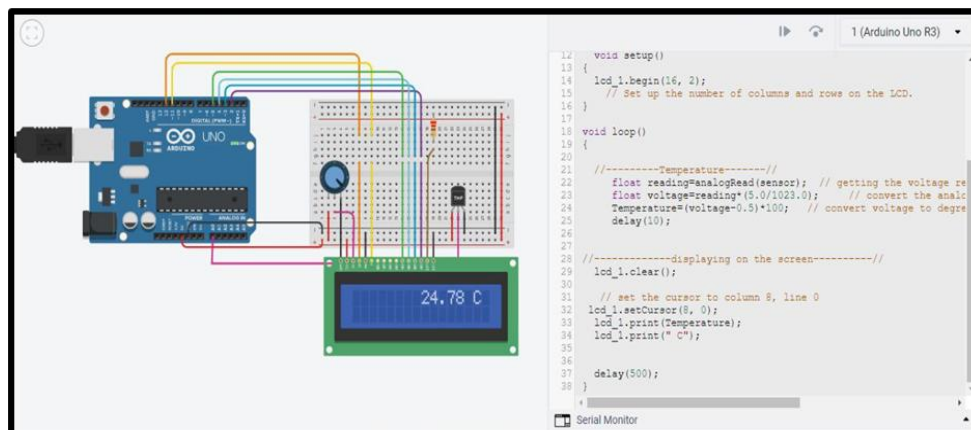 1 (Arduino Uno R3)
12 void setup()
13 {
14 lcd_1.begin(16, 2);
15 // Set up the number of columns and rows on the LCD.
16 }
17
18 void loop()
19 {
20
21 //---------Temperature-------//
22 float reading=analogRead(sensor); // getting the voltage re
23 float voltage=reading*(5.0/1023.0); // convert the analo
24 Temperature=(voltage-0.5)*100; // convert voltage to degre
25 delay(10);
26
27
28 //-------------displaying on the screen----------//
29 lcd_1.clear();
30
31 // set the cursor to column 8, line 0
32 lcd_1.setCursor(8, 0);
33 lcd_1.print(Temperature);
34 lcd_1.print(" C");
35
36
37 delay(500);
38 }
Serial Monitor
DIGITAL (PWM~)
UNO
ARDUINO
POWER
ANALOG IN
TMP
24.78 C